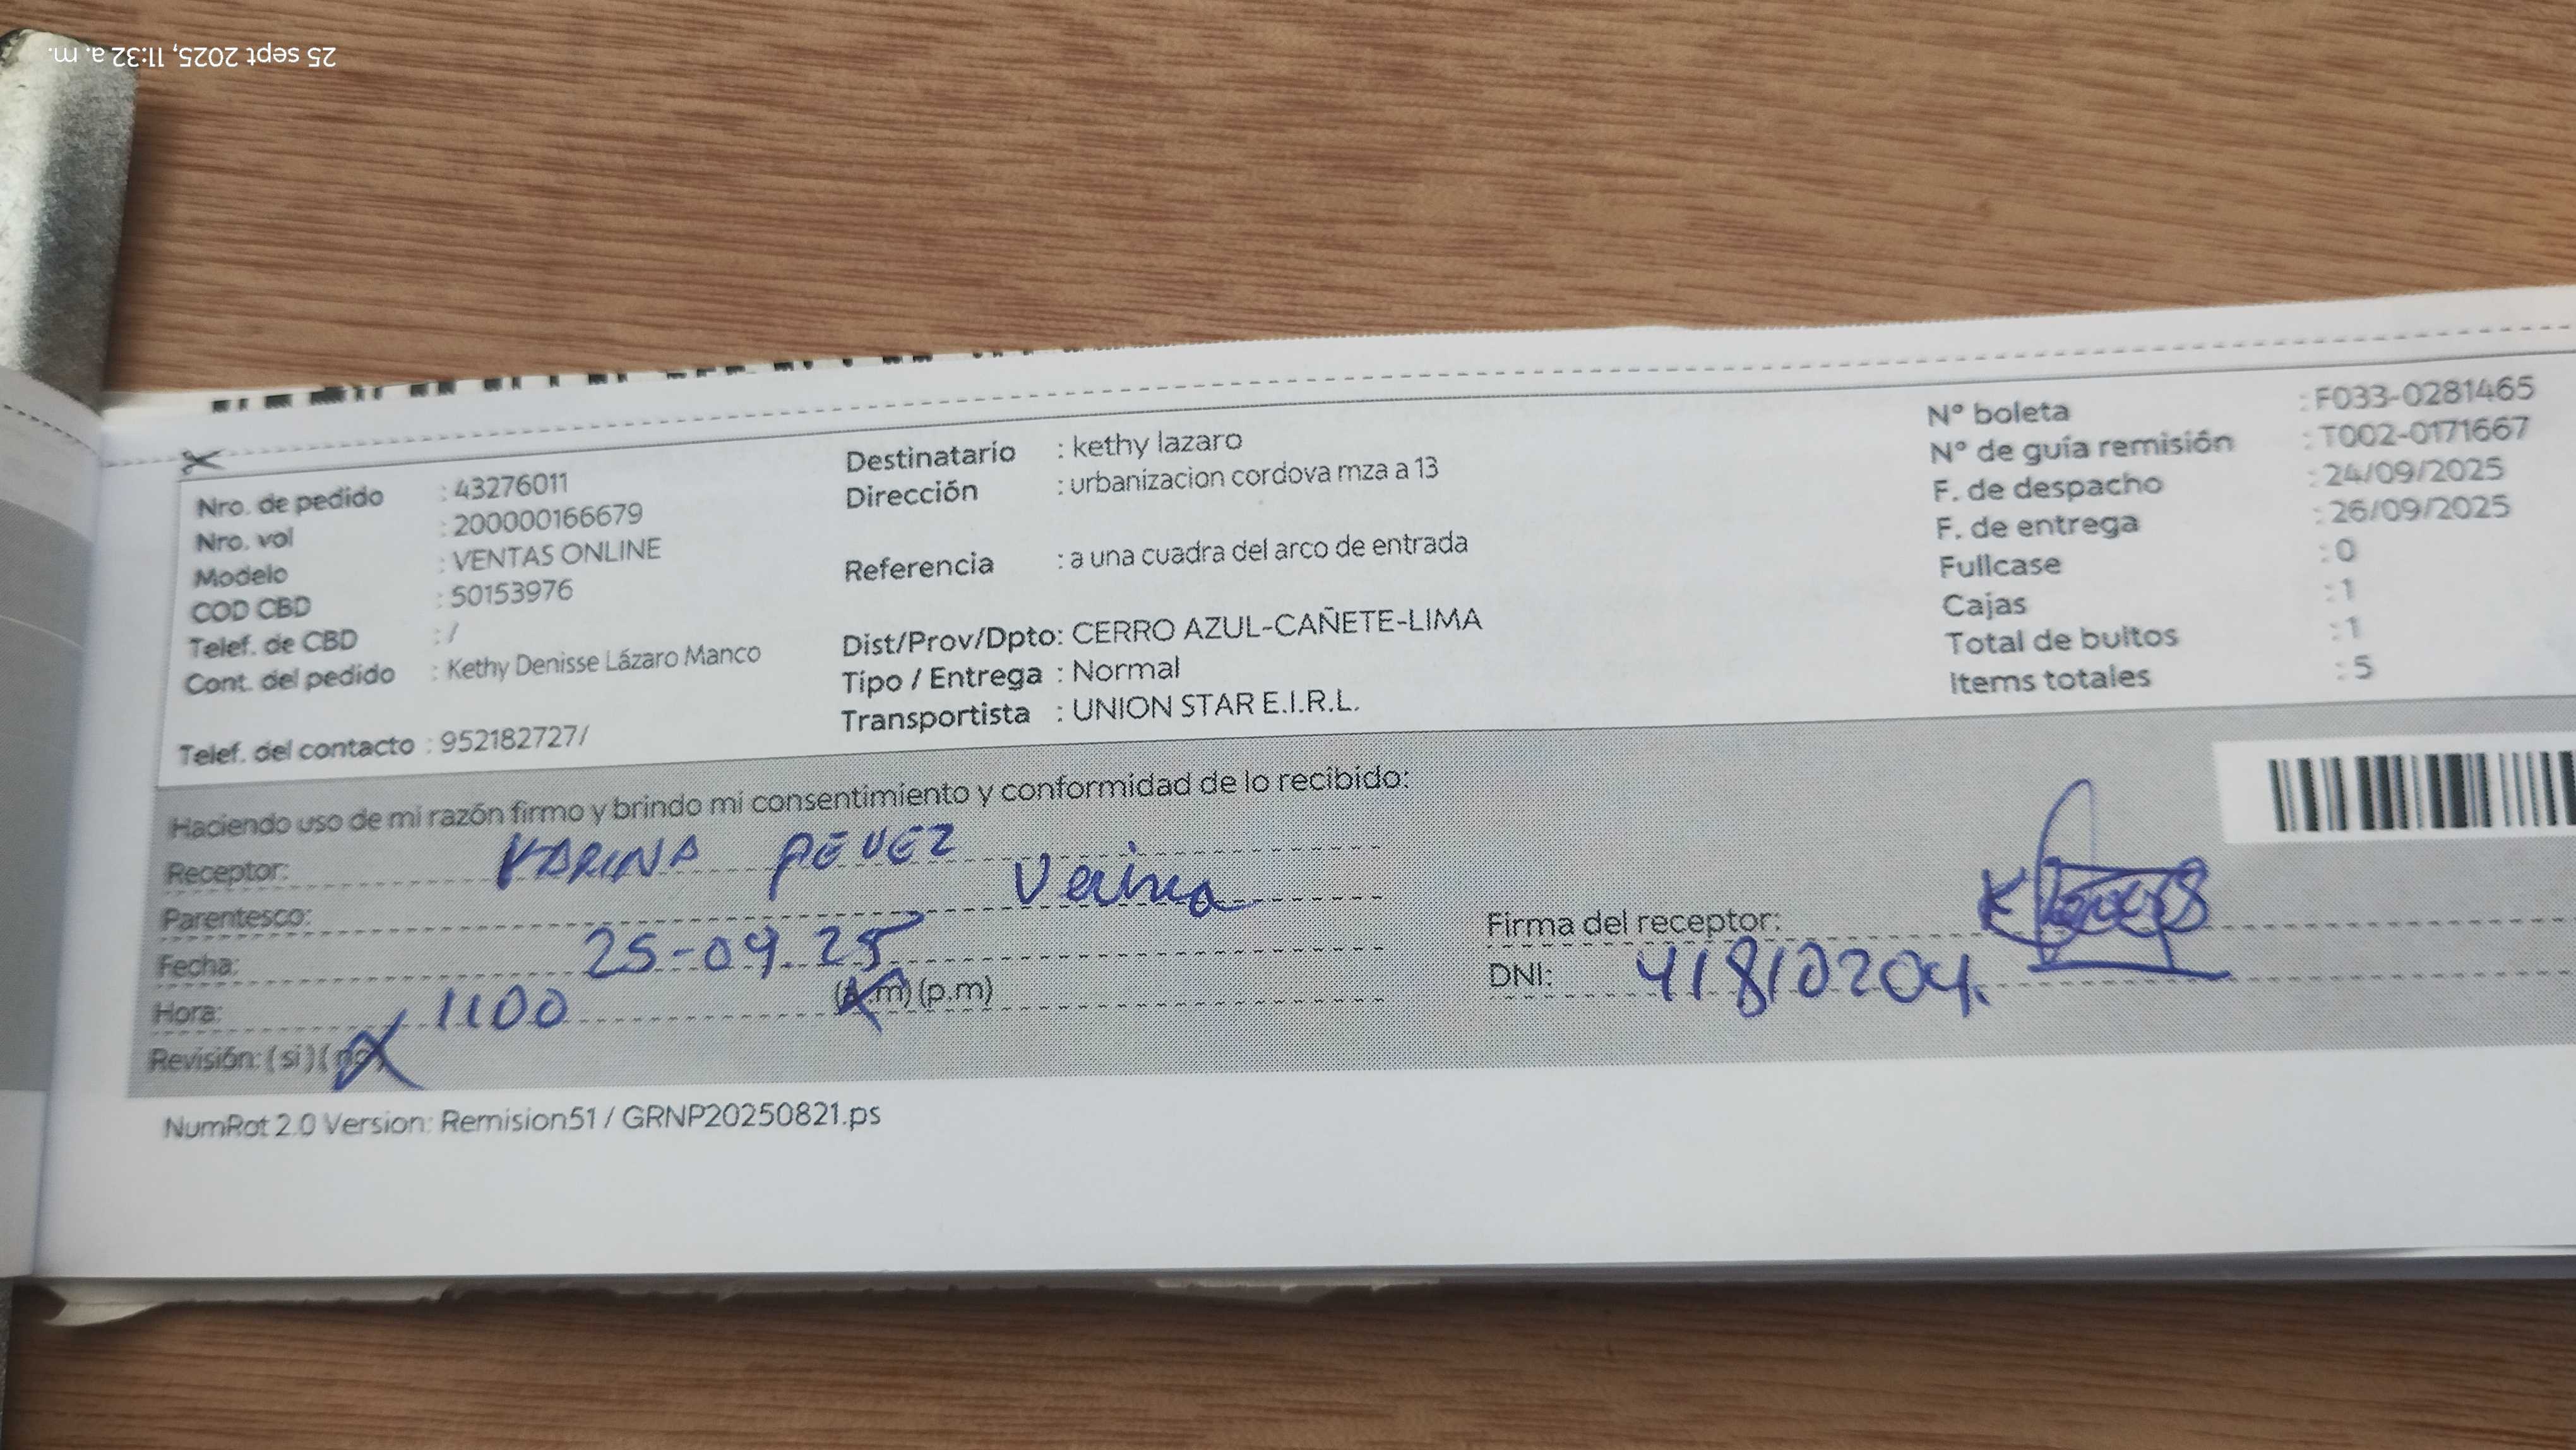 25 sept 2025, 11:32 a. m.
Nro. de pedido : 43276011
Nro. vol : 200000166679
Modelo : VENTAS ONLINE
COD CBD : 50153976
Telef. de CBD : /
Cont. del pedido : Kethy Denisse Lázaro Manco
Telef. del contacto : 952182727/
Destinatario : kethy lazaro
Dirección : urbanizacion cordova mza a 13
Referencia : a una cuadra del arco de entrada
Dist/Prov/Dpto: CERRO AZUL-CAÑETE-LIMA
Tipo / Entrega : Normal
Transportista : UNION STAR E.I.R.L.
N° boleta : F033-0281465
N° de guía remisión : T002-0171667
F. de despacho : 24/09/2025
F. de entrega : 26/09/2025
Fullcase : 0
Cajas : 1
Total de bultos : 1
Items totales : 5
Haciendo uso de mi razón firmo y brindo mi consentimiento y conformidad de lo recibido:
Receptor: KARINA
Parentesco:
Fecha: 25-09.25
Hora: 1100 (a.m) (p.m)
Revisión: ( si ) ( no )
Firma del receptor:
DNI: 41810204.
NumRot 2.0 Version: Remision51 / GRNP20250821.ps